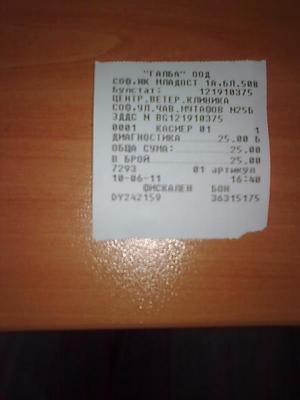 "ГАЛБА" ООД
СОФ.ЖК МЛАДОСТ 1А,БЛ.508
Булстат: 121910375
ЦЕНТР.ВЕТЕР.КЛИНИКА
СОФ.УЛ.ЧАВ.МУТАФОВ N25Б
ЗДДС N BG121910375
0001 КАСИЕР 01 1
ДИАГНОСТИКА 25.00 Б
ОБЩА СУМА: 25.00
В БРОЙ 25.00
7293 01 артикул
10-06-11 16:40
ФИСКАЛЕН БОН
DY242159 36315175